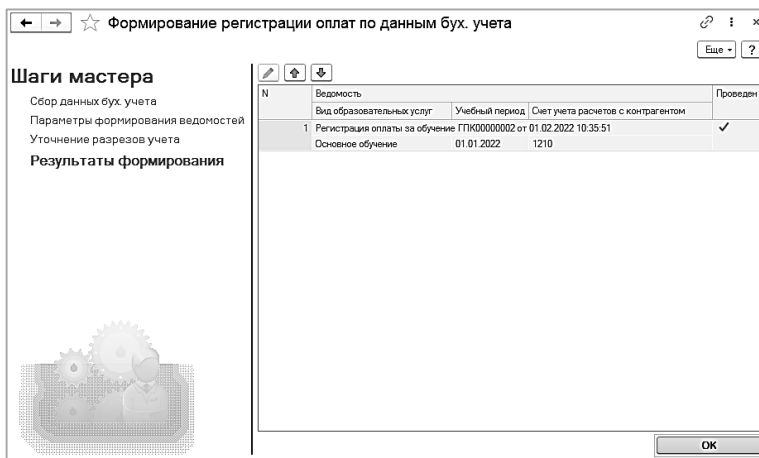 Формирование регистрации оплат по данным бух. учета
Еще
?
Шаги мастера
Сбор данных бух. учета
Параметры формирования ведомостей
Уточнение разрезов учета
Результаты формирования
N Ведомость Проведен
Вид образовательных услуг Учебный период Счет учета расчетов с контрагентом
1 Регистрация оплаты за обучение ГПК00000002 от 01.02.2022 10:35:51
Основное обучение 01.01.2022 1210
ОК